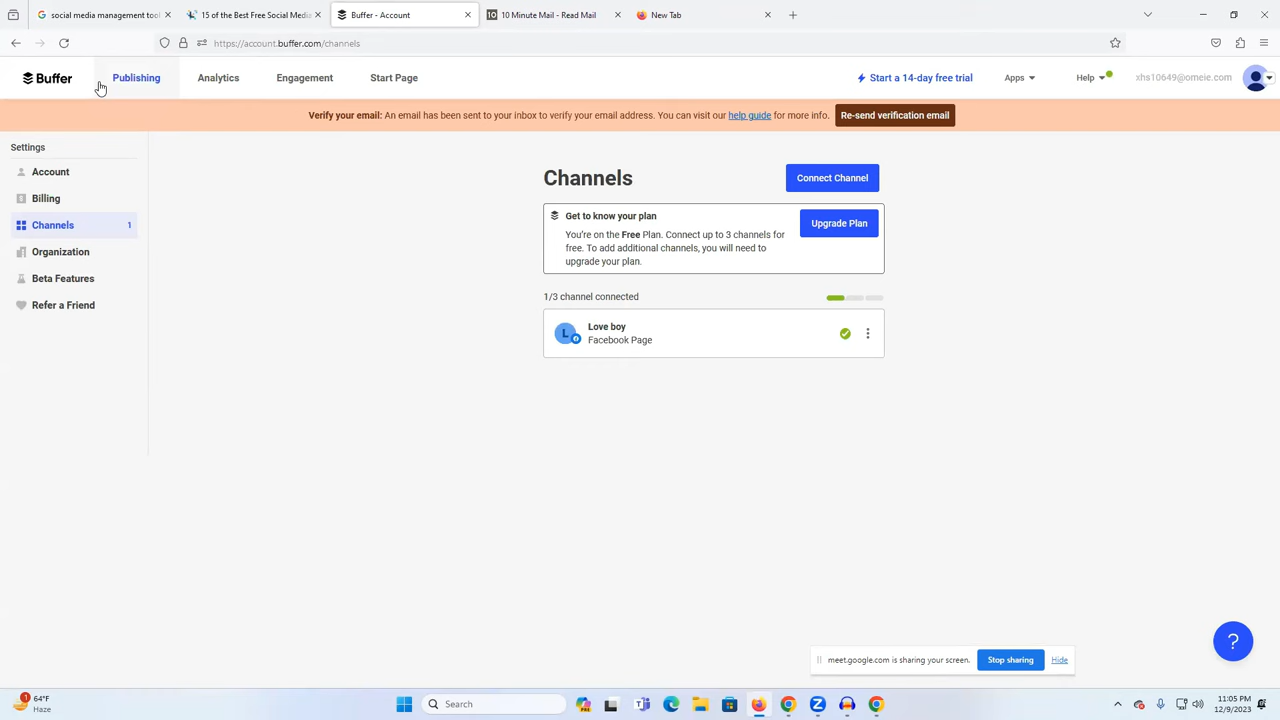 social media management tool
15 of the Best Free Social Media
Buffer - Account
10 Minute Mail - Read Mail
New Tab
https://account.buffer.com/channels
Buffer
Publishing
Analytics
Engagement
Start Page
Start a 14-day free trial
Apps
Help
xhs10649@omeie.com
Verify your email: An email has been sent to your inbox to verify your email address. You can visit our help guide for more info.
Re-send verification email
Settings
Account
Billing
Channels 1
Organization
Beta Features
Refer a Friend
Channels
Connect Channel
Get to know your plan
You're on the Free Plan. Connect up to 3 channels for
free. To add additional channels, you will need to
upgrade your plan.
Upgrade Plan
1/3 channel connected
L
Love boy
Facebook Page
?
meet.google.com is sharing your screen.
Stop sharing
Hide
1
64°F
Haze
Search
11:05 PM
12/9/2023